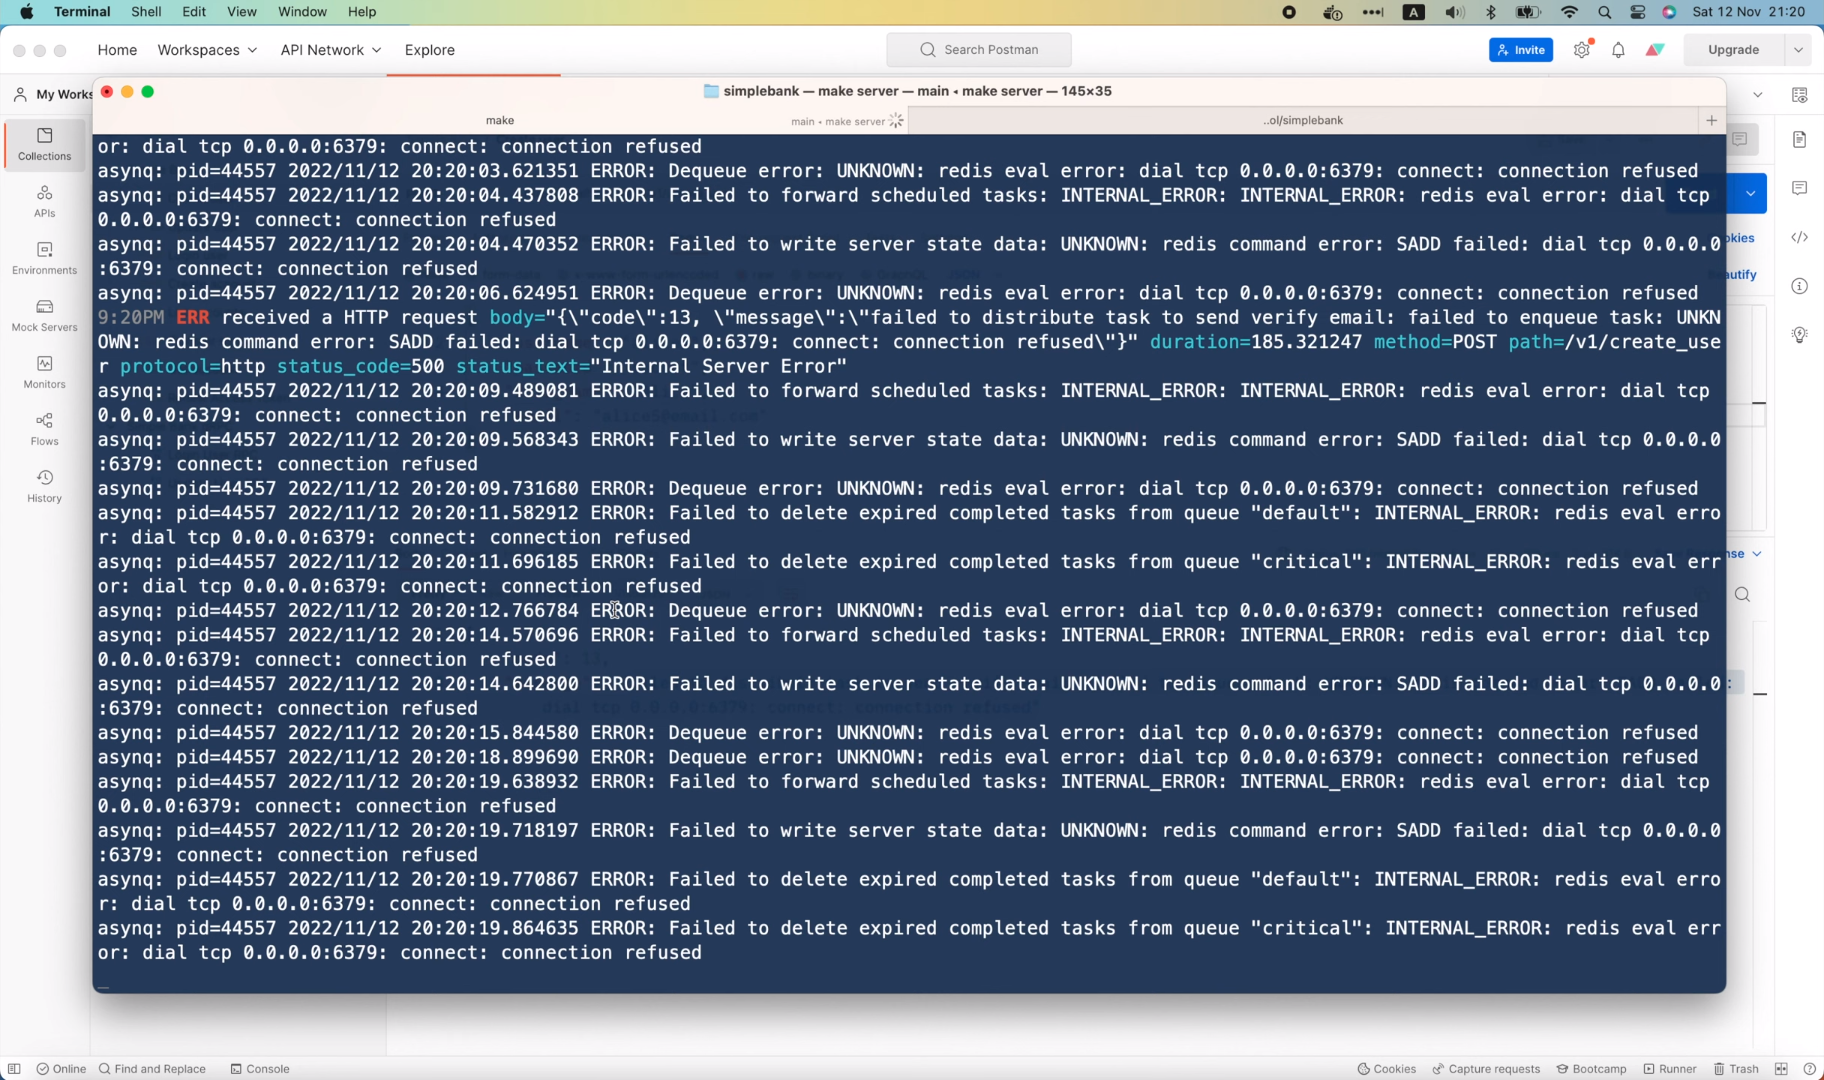 Terminal Shell Edit View Window Help
A Sat 12 Nov 21:20
Home Workspaces API Network Explore
Search Postman
Invite Upgrade
My Works
simplebank — make server — main ◂ make server — 145×35
make main ◂ make server ..ol/simplebank
or: dial tcp 0.0.0.0:6379: connect: connection refused
asynq: pid=44557 2022/11/12 20:20:03.621351 ERROR: Dequeue error: UNKNOWN: redis eval error: dial tcp 0.0.0.0:6379: connect: connection refused
asynq: pid=44557 2022/11/12 20:20:04.437808 ERROR: Failed to forward scheduled tasks: INTERNAL_ERROR: INTERNAL_ERROR: redis eval error: dial tcp
0.0.0.0:6379: connect: connection refused
asynq: pid=44557 2022/11/12 20:20:04.470352 ERROR: Failed to write server state data: UNKNOWN: redis command error: SADD failed: dial tcp 0.0.0.0
:6379: connect: connection refused
asynq: pid=44557 2022/11/12 20:20:06.624951 ERROR: Dequeue error: UNKNOWN: redis eval error: dial tcp 0.0.0.0:6379: connect: connection refused
9:20PM ERR received a HTTP request body="{\"code\":13, \"message\":\"failed to distribute task to send verify email: failed to enqueue task: UNKN
OWN: redis command error: SADD failed: dial tcp 0.0.0.0:6379: connect: connection refused\"}" duration=185.321247 method=POST path=/v1/create_use
r protocol=http status_code=500 status_text="Internal Server Error"
asynq: pid=44557 2022/11/12 20:20:09.489081 ERROR: Failed to forward scheduled tasks: INTERNAL_ERROR: INTERNAL_ERROR: redis eval error: dial tcp
0.0.0.0:6379: connect: connection refused
asynq: pid=44557 2022/11/12 20:20:09.568343 ERROR: Failed to write server state data: UNKNOWN: redis command error: SADD failed: dial tcp 0.0.0.0
:6379: connect: connection refused
asynq: pid=44557 2022/11/12 20:20:09.731680 ERROR: Dequeue error: UNKNOWN: redis eval error: dial tcp 0.0.0.0:6379: connect: connection refused
asynq: pid=44557 2022/11/12 20:20:11.582912 ERROR: Failed to delete expired completed tasks from queue "default": INTERNAL_ERROR: redis eval erro
r: dial tcp 0.0.0.0:6379: connect: connection refused
asynq: pid=44557 2022/11/12 20:20:11.696185 ERROR: Failed to delete expired completed tasks from queue "critical": INTERNAL_ERROR: redis eval err
or: dial tcp 0.0.0.0:6379: connect: connection refused
asynq: pid=44557 2022/11/12 20:20:12.766784 ERROR: Dequeue error: UNKNOWN: redis eval error: dial tcp 0.0.0.0:6379: connect: connection refused
asynq: pid=44557 2022/11/12 20:20:14.570696 ERROR: Failed to forward scheduled tasks: INTERNAL_ERROR: INTERNAL_ERROR: redis eval error: dial tcp
0.0.0.0:6379: connect: connection refused
asynq: pid=44557 2022/11/12 20:20:14.642800 ERROR: Failed to write server state data: UNKNOWN: redis command error: SADD failed: dial tcp 0.0.0.0
:6379: connect: connection refused
asynq: pid=44557 2022/11/12 20:20:15.844580 ERROR: Dequeue error: UNKNOWN: redis eval error: dial tcp 0.0.0.0:6379: connect: connection refused
asynq: pid=44557 2022/11/12 20:20:18.899690 ERROR: Dequeue error: UNKNOWN: redis eval error: dial tcp 0.0.0.0:6379: connect: connection refused
asynq: pid=44557 2022/11/12 20:20:19.638932 ERROR: Failed to forward scheduled tasks: INTERNAL_ERROR: INTERNAL_ERROR: redis eval error: dial tcp
0.0.0.0:6379: connect: connection refused
asynq: pid=44557 2022/11/12 20:20:19.718197 ERROR: Failed to write server state data: UNKNOWN: redis command error: SADD failed: dial tcp 0.0.0.0
:6379: connect: connection refused
asynq: pid=44557 2022/11/12 20:20:19.770867 ERROR: Failed to delete expired completed tasks from queue "default": INTERNAL_ERROR: redis eval erro
r: dial tcp 0.0.0.0:6379: connect: connection refused
asynq: pid=44557 2022/11/12 20:20:19.864635 ERROR: Failed to delete expired completed tasks from queue "critical": INTERNAL_ERROR: redis eval err
or: dial tcp 0.0.0.0:6379: connect: connection refused
Collections
APIs
Environments
Mock Servers
Monitors
Flows
History
okies
utify
nse
Online Find and Replace Console
Cookies Capture requests Bootcamp Runner Trash